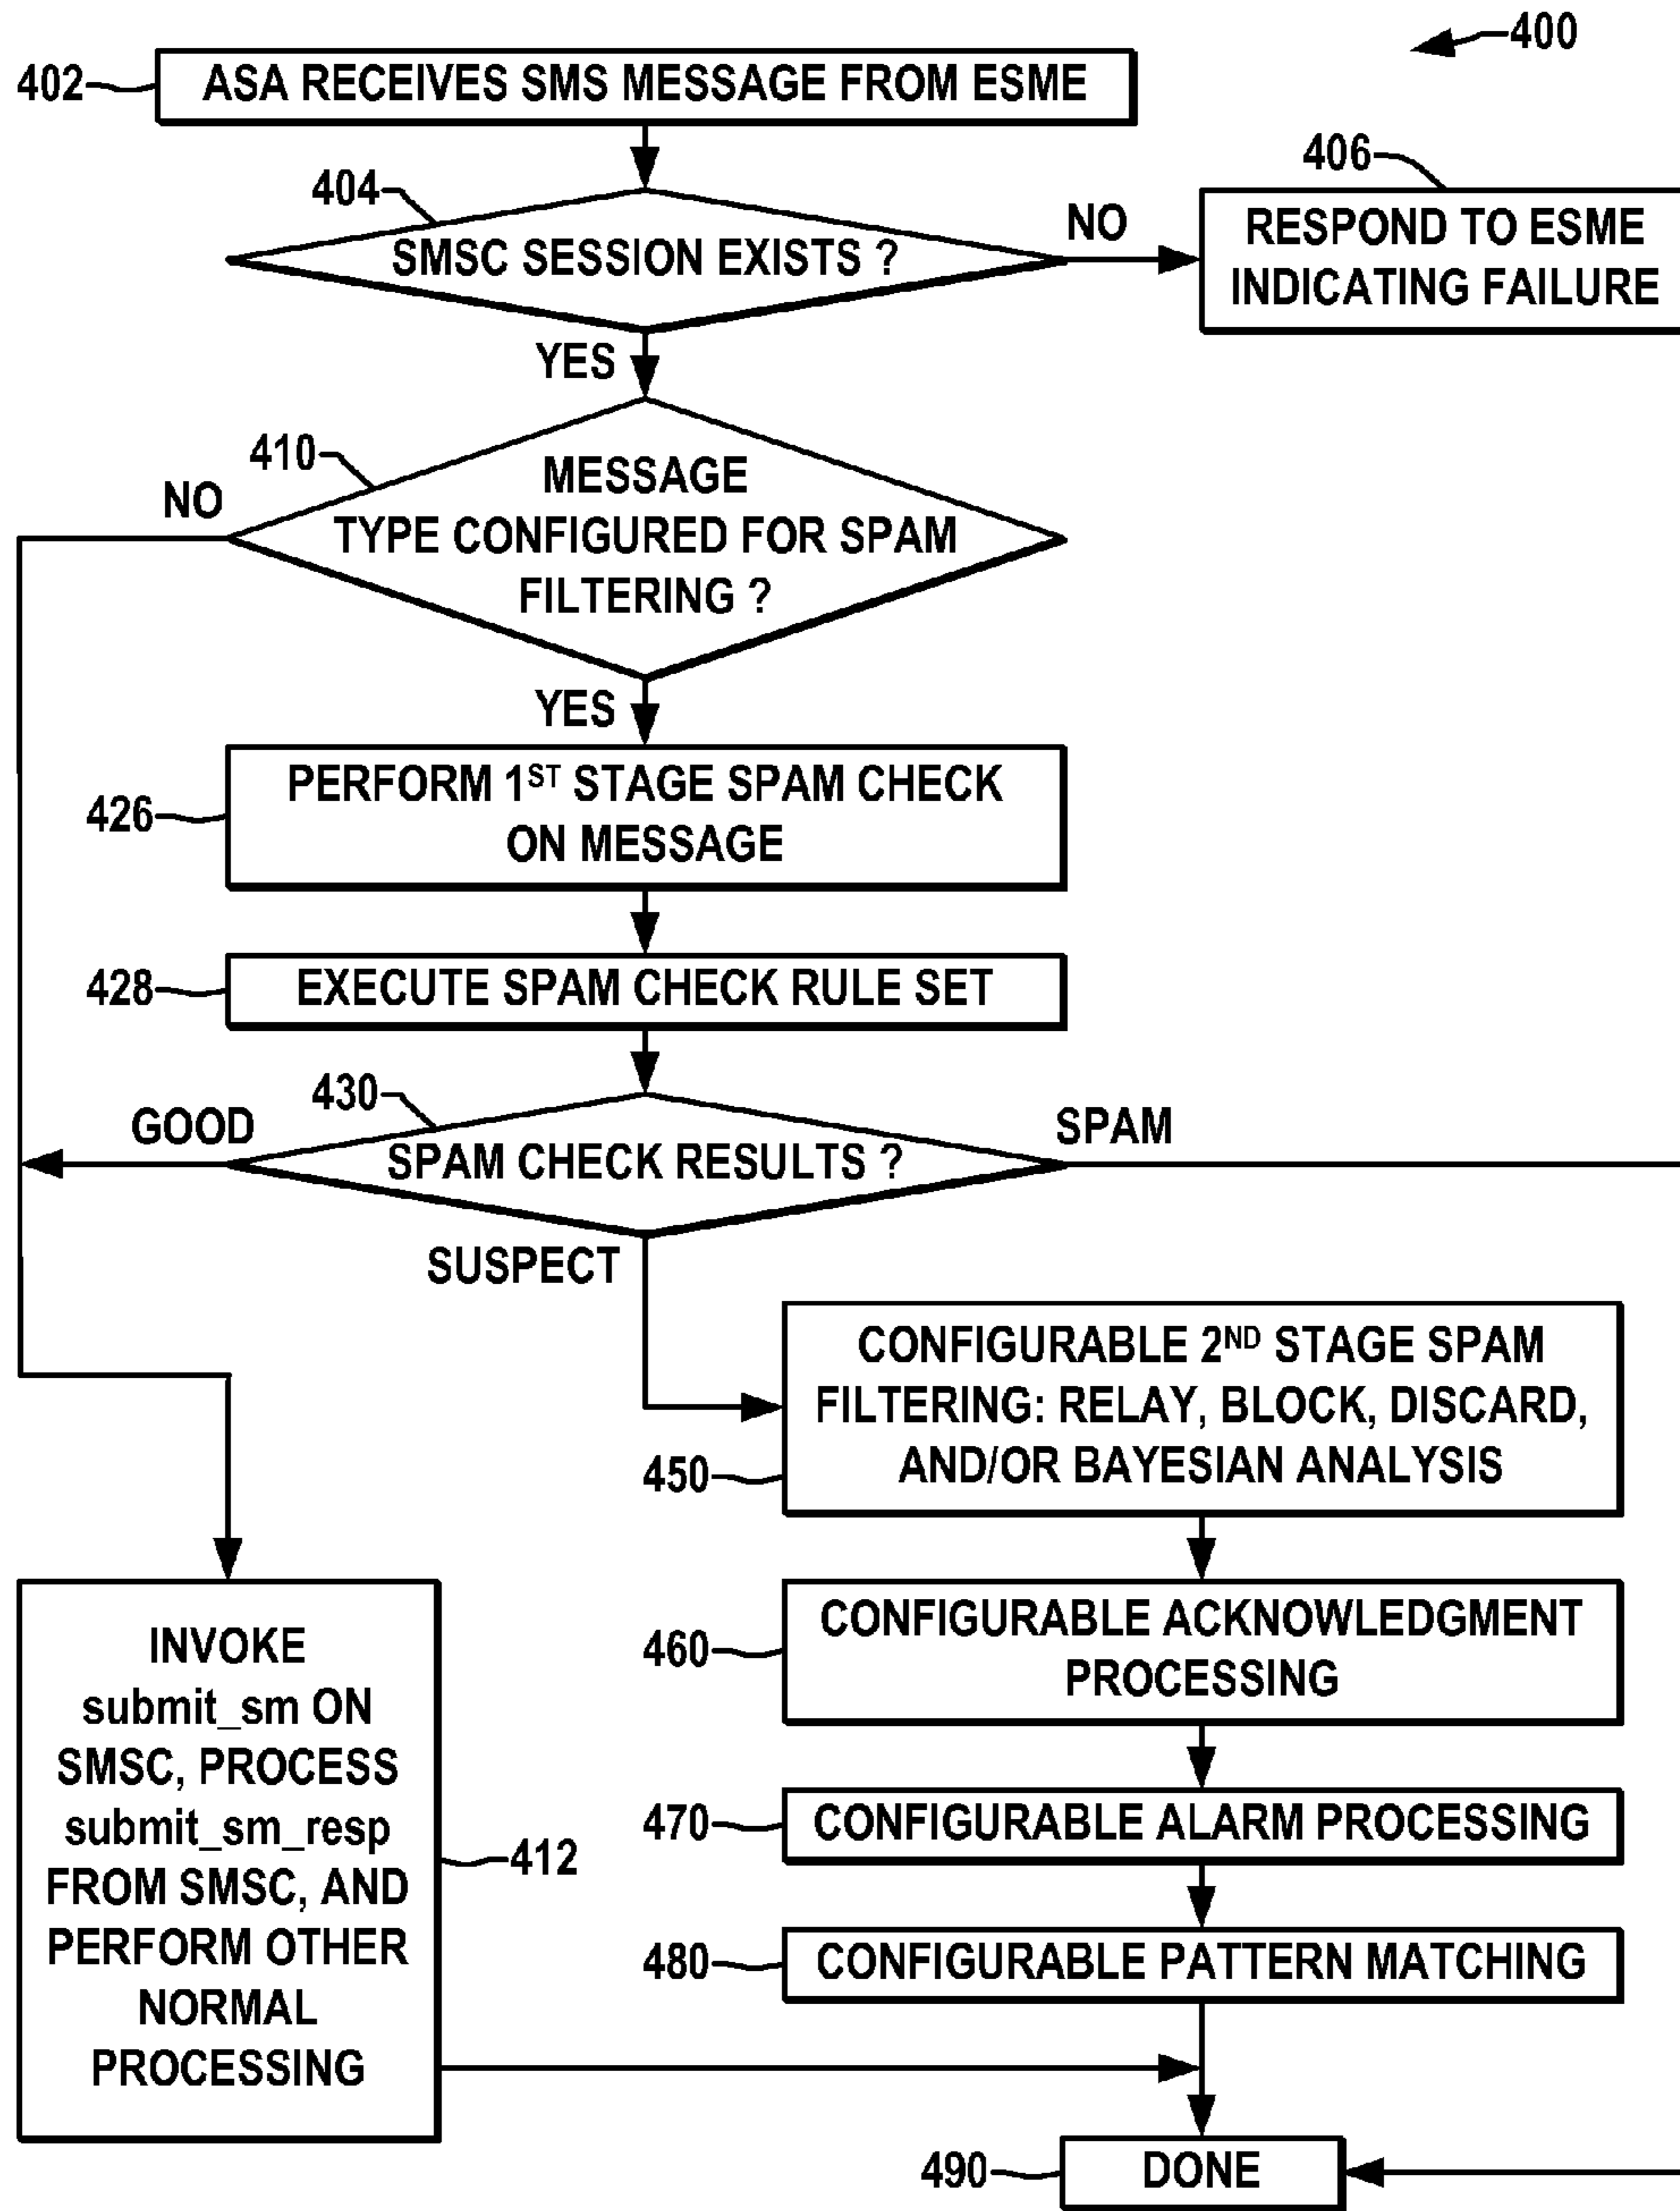 400
402
ASA RECEIVES SMS MESSAGE FROM ESME
404
SMSC SESSION EXISTS ?
NO
406
RESPOND TO ESME
INDICATING FAILURE
YES
410
NO
MESSAGE
TYPE CONFIGURED FOR SPAM
FILTERING ?
YES
426
PERFORM 1ST STAGE SPAM CHECK
ON MESSAGE
428
EXECUTE SPAM CHECK RULE SET
430
GOOD
SPAM CHECK RESULTS ?
SPAM
SUSPECT
CONFIGURABLE 2ND STAGE SPAM
FILTERING: RELAY, BLOCK, DISCARD,
AND/OR BAYESIAN ANALYSIS
450
CONFIGURABLE ACKNOWLEDGMENT
PROCESSING
460
470
CONFIGURABLE ALARM PROCESSING
480
CONFIGURABLE PATTERN MATCHING
INVOKE
submit_sm ON
SMSC, PROCESS
submit_sm_resp
FROM SMSC, AND
PERFORM OTHER
NORMAL
PROCESSING
412
490
DONE